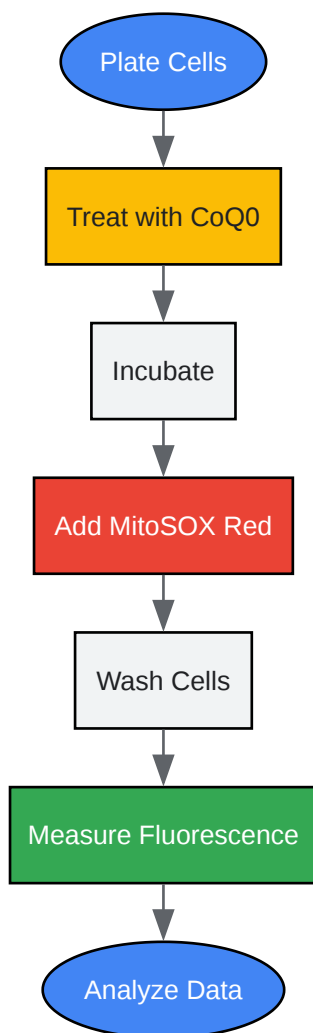 Plate Cells
Treat with CoQ0
Incubate
Add MitoSOX Red
Wash Cells
Measure Fluorescence
Analyze Data